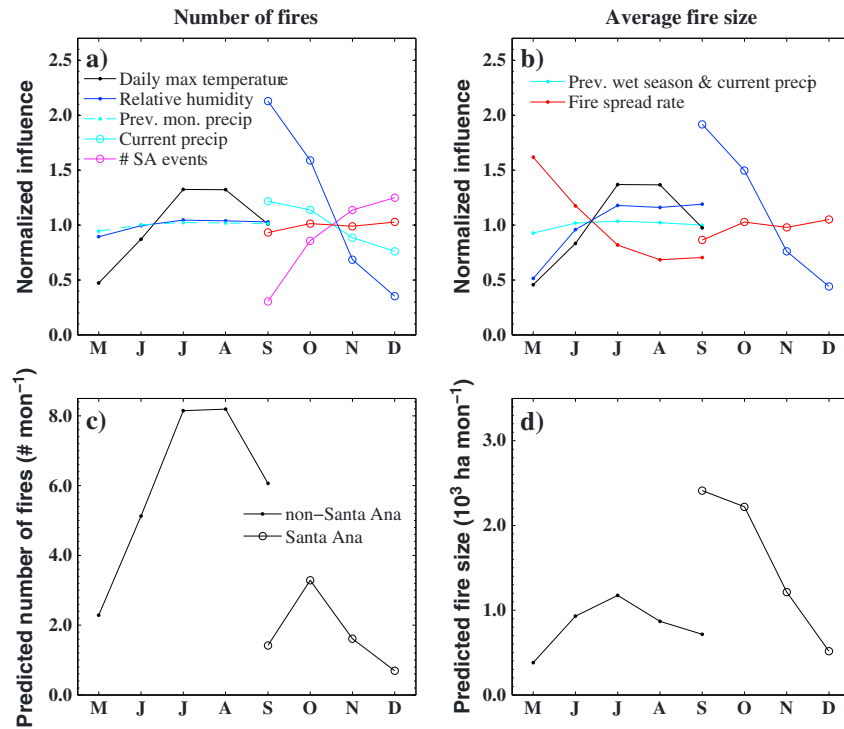 Number of fires
Average fire size
a)
Daily max temperature
Relative humidity
Prev. mon. precip
Current precip
# SA events
Normalized influence
2.5
2.0
1.5
1.0
0.5
0.0
M J J A S O N D
b)
Prev. wet season & current precip
Fire spread rate
Normalized influence
2.5
2.0
1.5
1.0
0.5
0.0
M J J A S O N D
c)
non−Santa Ana
Santa Ana
Predicted number of fires (# mon⁻¹)
8.0
6.0
4.0
2.0
0.0
M J J A S O N D
d)
Predicted fire size (10³ ha mon⁻¹)
3.0
2.0
1.0
0.0
M J J A S O N D